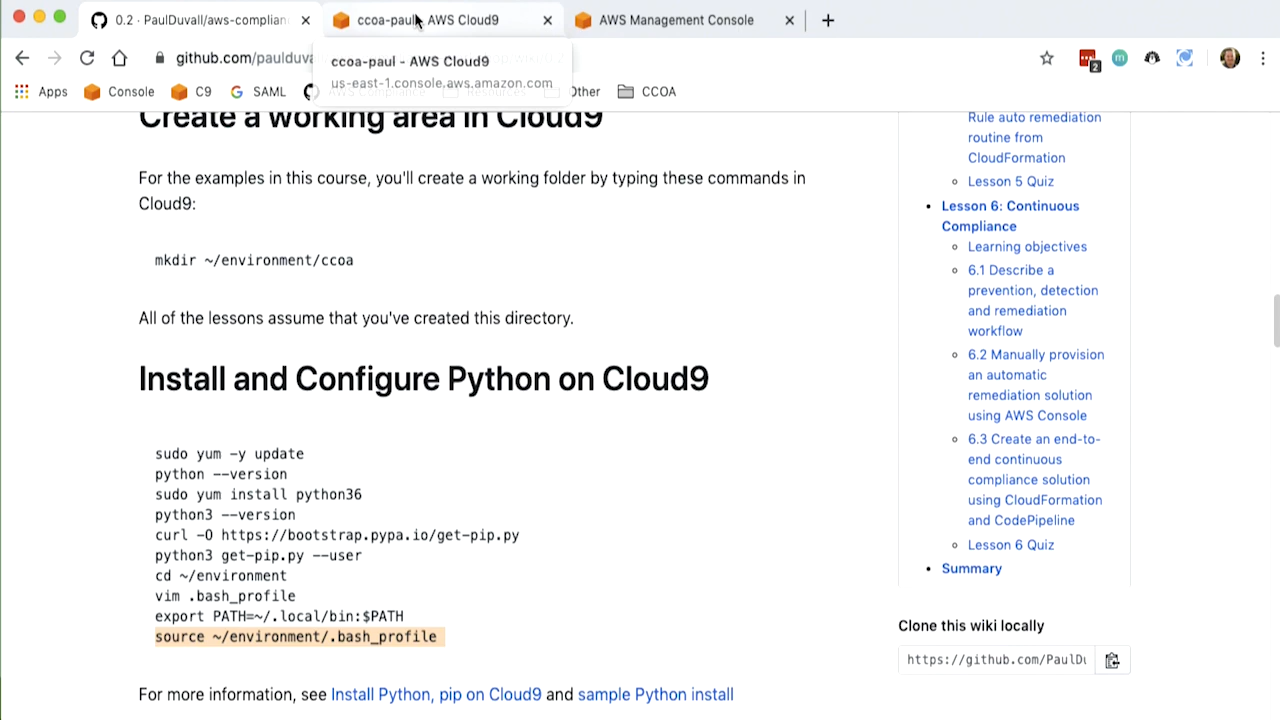 0.2 · PaulDuvall/aws-complian
ccoa-paul - AWS Cloud9
AWS Management Console
github.com/paulduva
ccoa-paul - AWS Cloud9
us-east-1.console.aws.amazon.com
2
m
Apps
Console
C9
SAML
AWS Compliance
Resources
Other
CCOA
Create a working area in Cloud9
For the examples in this course, you'll create a working folder by typing these commands in
Cloud9:
mkdir ~/environment/ccoa
All of the lessons assume that you've created this directory.
Install and Configure Python on Cloud9
sudo yum -y update
python --version
sudo yum install python36
python3 --version
curl -O https://bootstrap.pypa.io/get-pip.py
python3 get-pip.py --user
cd ~/environment
vim .bash_profile
export PATH=~/.local/bin:$PATH
source ~/environment/.bash_profile
For more information, see Install Python, pip on Cloud9 and sample Python install
Rule auto remediation
routine from
CloudFormation
Lesson 5 Quiz
Lesson 6: Continuous
Compliance
Learning objectives
6.1 Describe a
prevention, detection
and remediation
workflow
6.2 Manually provision
an automatic
remediation solution
using AWS Console
6.3 Create an end-to-
end continuous
compliance solution
using CloudFormation
and CodePipeline
Lesson 6 Quiz
Summary
Clone this wiki locally
https://github.com/PaulDu